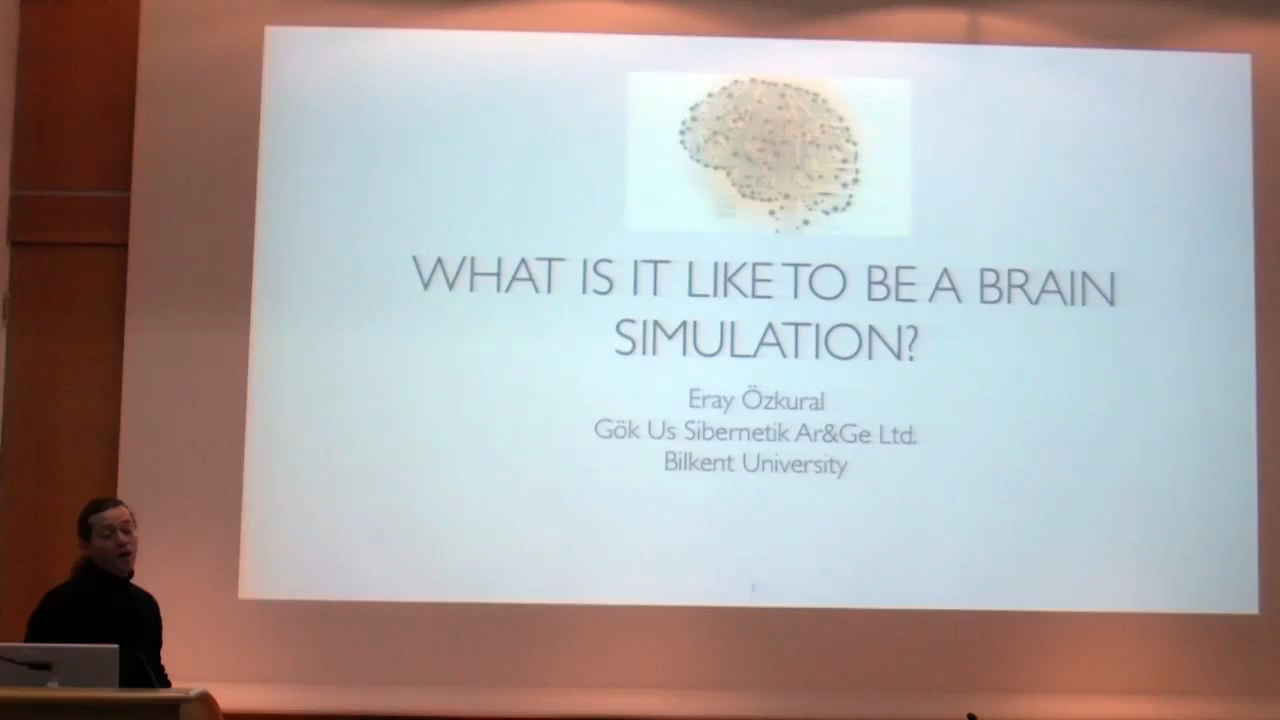 WHAT IS IT LIKE TO BE A BRAIN
SIMULATION?
Eray Özkural
Gök Us Sibernetik Ar&Ge Ltd.
Bilkent University